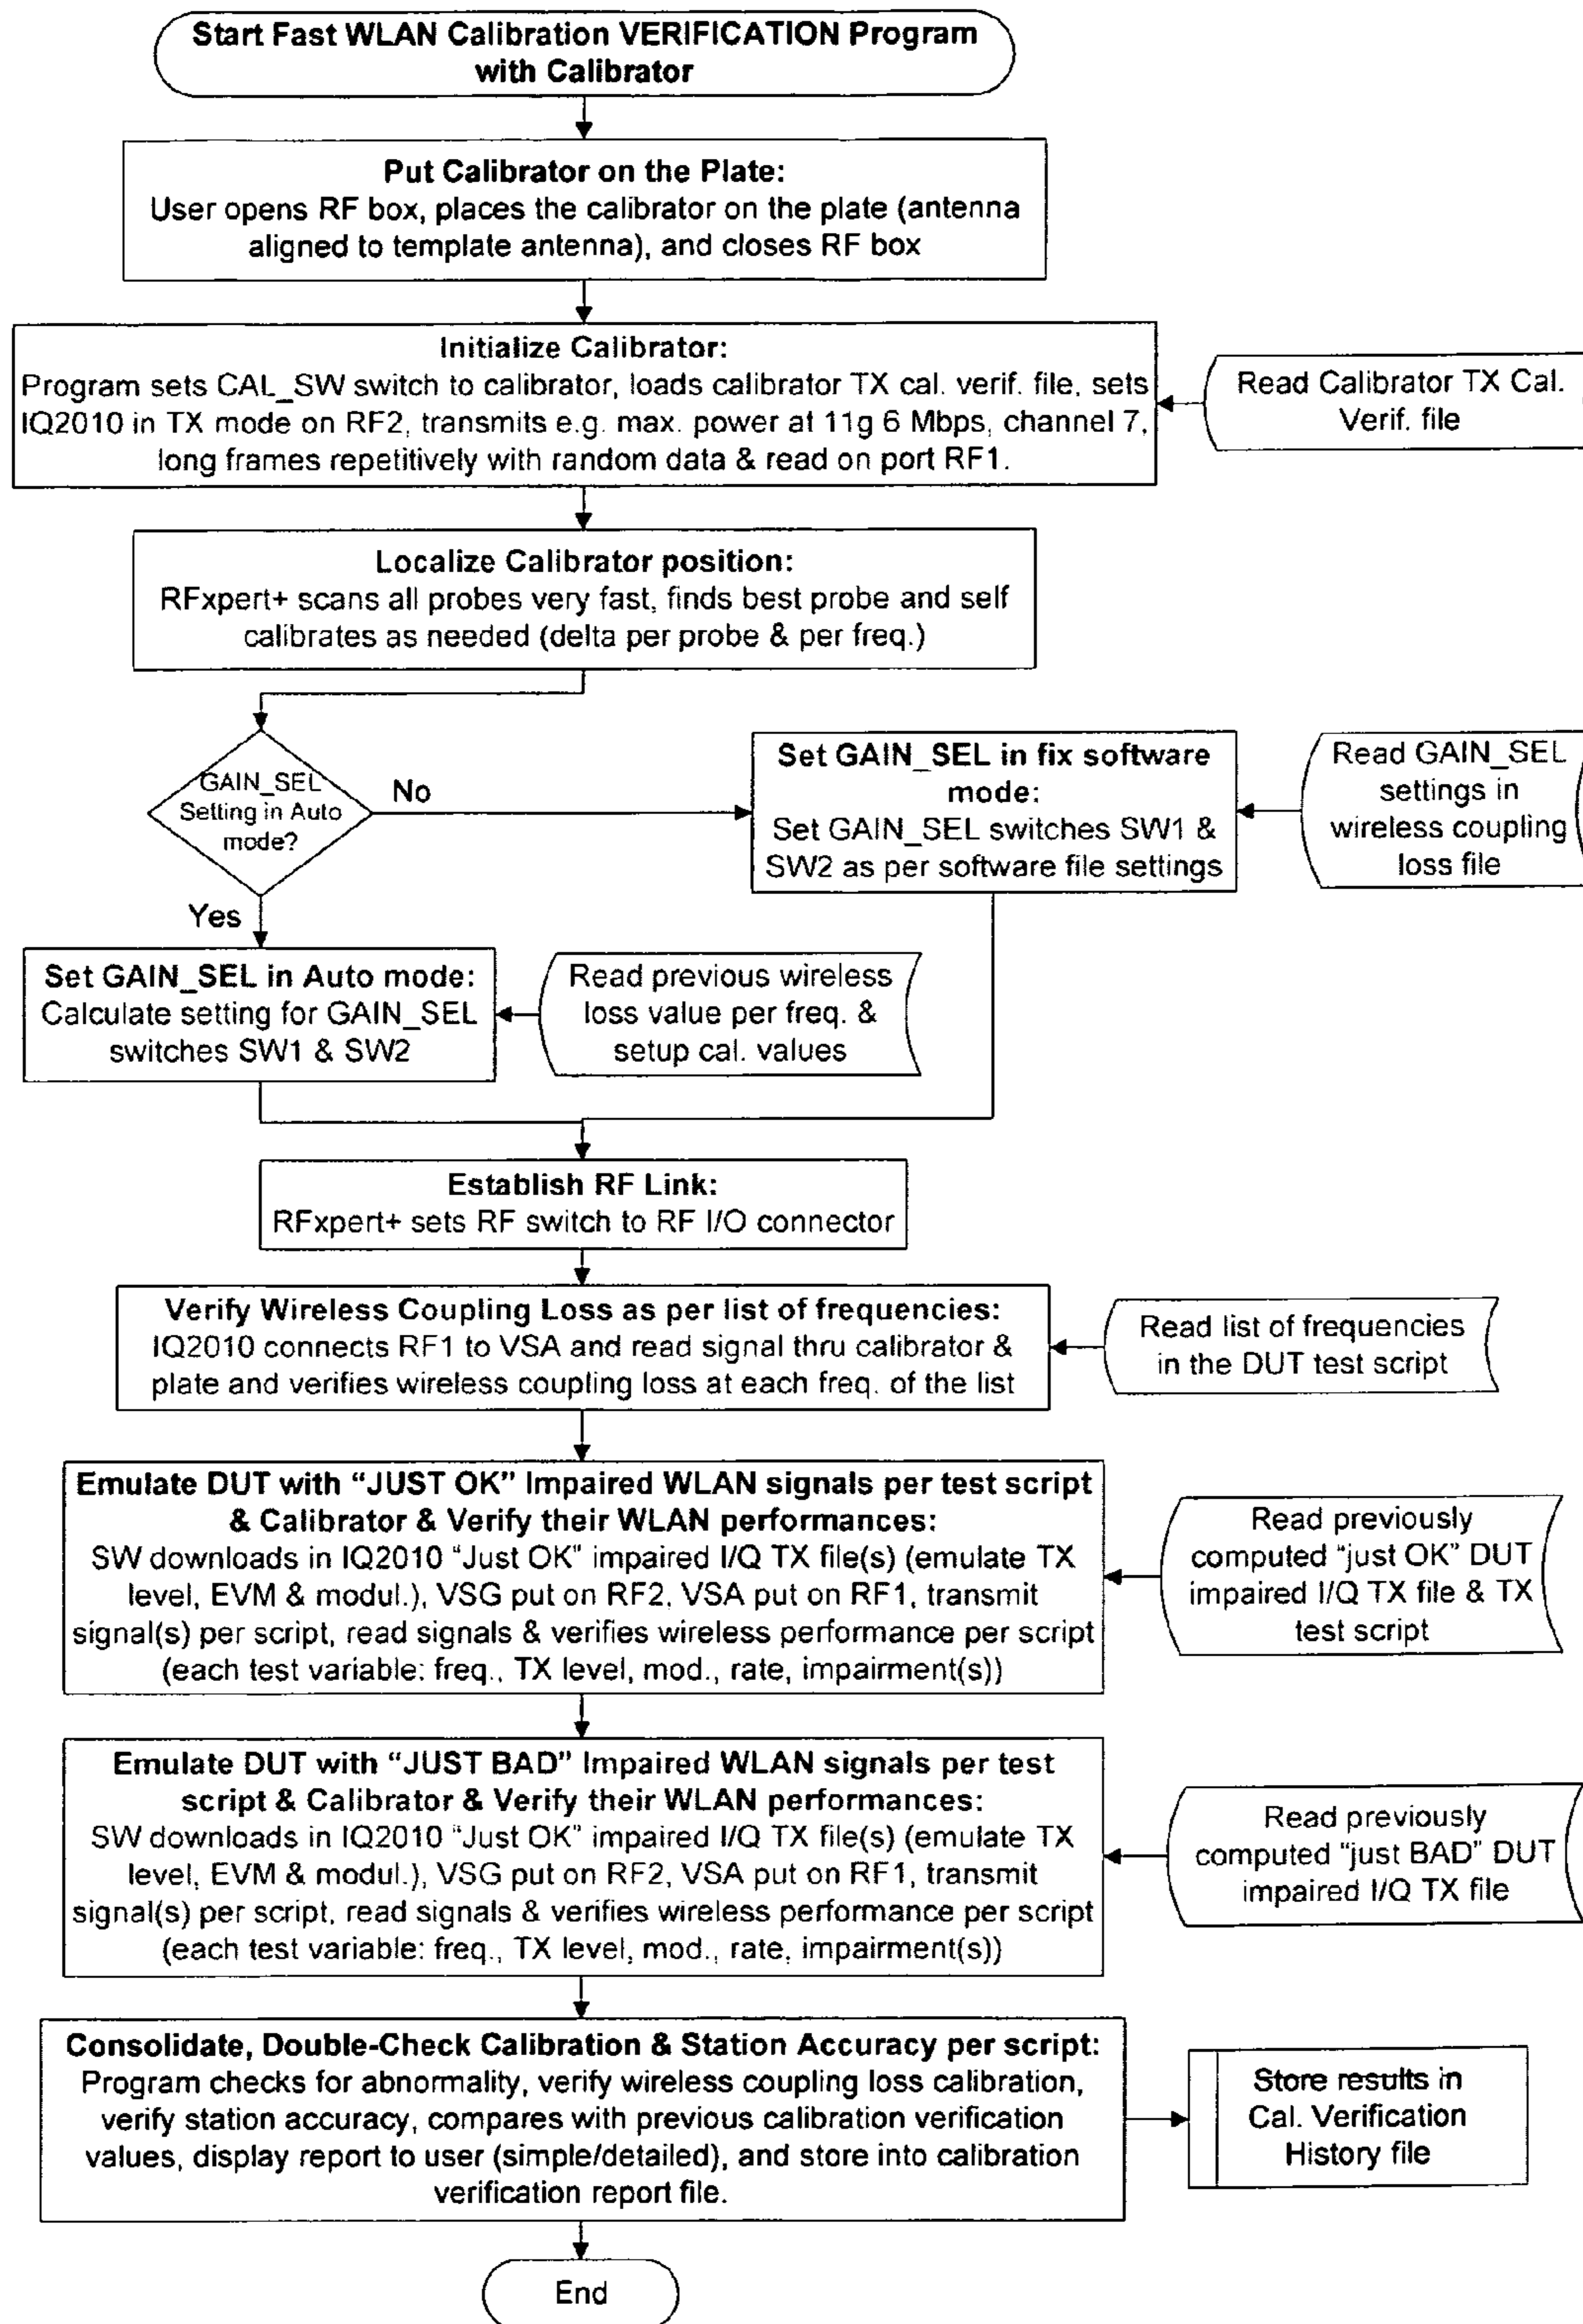 Start Fast WLAN Calibration VERIFICATION Program
with Calibrator
Put Calibrator on the Plate:
User opens RF box, places the calibrator on the plate (antenna
aligned to template antenna), and closes RF box
Initialize Calibrator:
Program sets CAL_SW switch to calibrator, loads calibrator TX cal. verif. file, sets
IQ2010 in TX mode on RF2, transmits e.g. max. power at 11g 6 Mbps, channel 7,
long frames repetitively with random data & read on port RF1.
Read Calibrator TX Cal.
Verif. file
Localize Calibrator position:
RFxpert+ scans all probes very fast, finds best probe and self
calibrates as needed (delta per probe & per freq.)
GAIN_SEL
Setting in Auto
mode?
No
Set GAIN_SEL in fix software
mode:
Set GAIN_SEL switches SW1 &
SW2 as per software file settings
Read GAIN_SEL
settings in
wireless coupling
loss file
Yes
Set GAIN_SEL in Auto mode:
Calculate setting for GAIN_SEL
switches SW1 & SW2
Read previous wireless
loss value per freq. &
setup cal. values
Establish RF Link:
RFxpert+ sets RF switch to RF I/O connector
Verify Wireless Coupling Loss as per list of frequencies:
IQ2010 connects RF1 to VSA and read signal thru calibrator &
plate and verifies wireless coupling loss at each freq. of the list
Read list of frequencies
in the DUT test script
Emulate DUT with “JUST OK” Impaired WLAN signals per test script
& Calibrator & Verify their WLAN performances:
SW downloads in IQ2010 “Just OK” impaired I/Q TX file(s) (emulate TX
level, EVM & modul.), VSG put on RF2, VSA put on RF1, transmit
signal(s) per script, read signals & verifies wireless performance per script
(each test variable: freq., TX level, mod., rate, impairment(s))
Read previously
computed “just OK” DUT
impaired I/Q TX file & TX
test script
Emulate DUT with “JUST BAD” Impaired WLAN signals per test
script & Calibrator & Verify their WLAN performances:
SW downloads in IQ2010 “Just OK” impaired I/Q TX file(s) (emulate TX
level, EVM & modul.), VSG put on RF2, VSA put on RF1, transmit
signal(s) per script, read signals & verifies wireless performance per script
(each test variable: freq., TX level, mod., rate, impairment(s))
Read previously
computed “just BAD” DUT
impaired I/Q TX file
Consolidate, Double-Check Calibration & Station Accuracy per script:
Program checks for abnormality, verify wireless coupling loss calibration,
verify station accuracy, compares with previous calibration verification
values, display report to user (simple/detailed), and store into calibration
verification report file.
Store results in
Cal. Verification
History file
End